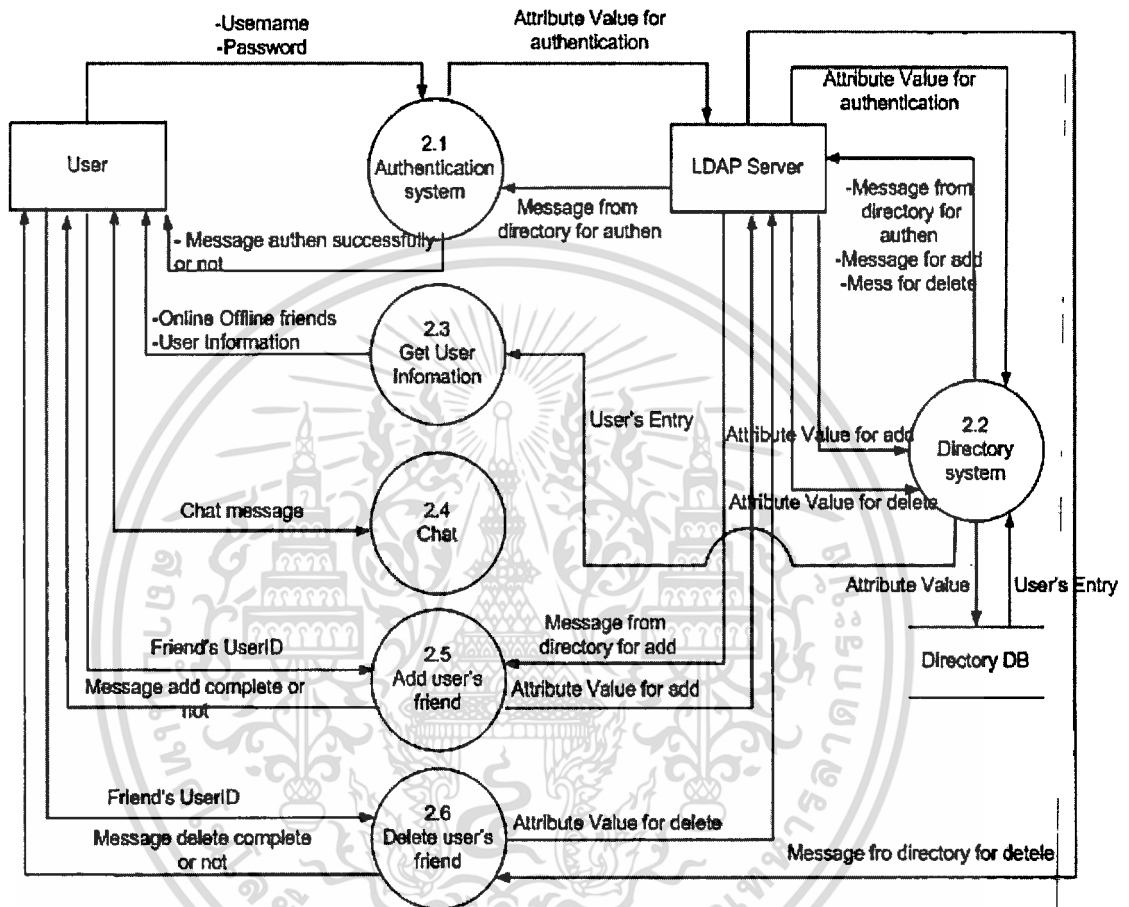 -Username
-Password
Attribute Value for
authentication
Attribute Value for
authentication
User
2.1
Authentication
system
LDAP Server
Message from
directory for authen
-Message from
directory for
authen
-Message for add
-Mess for delete
- Message authen successfully
or not
-Online Offline friends
-User Information
2.3
Get User
Infomation
User's Entry
Attribute Value for add
2.2
Directory
system
Attribute Value for delete
Chat message
2.4
Chat
Attribute Value
User's Entry
Directory DB
Friend's UserID
Message add complete or
not
2.5
Add user's
friend
Message from
directory for add
Attribute Value for add
Friend's UserID
Message delete complete
or not
2.6
Delete user's
friend
Attribute Value for delete
Message fro directory for detele